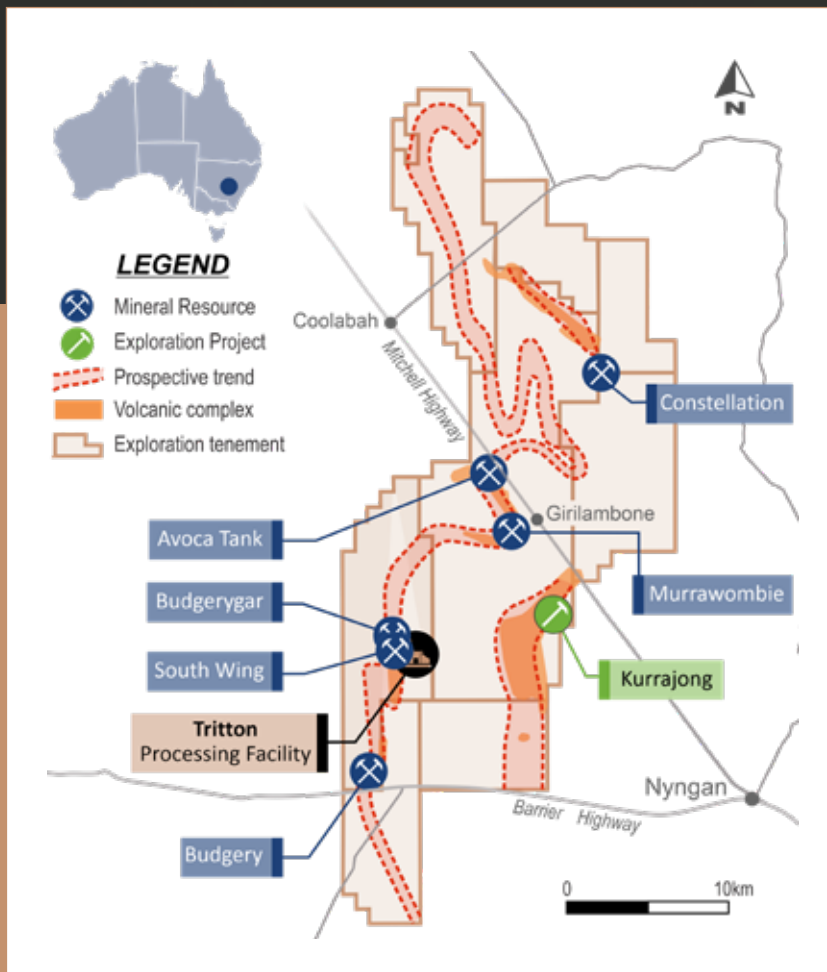 N
LEGEND
Mineral Resource
Exploration Project
Prospective trend
Volcanic complex
Exploration tenement
Coolabah
Mitchell Highway
Constellation
Avoca Tank
Girilambone
Budgerygar
Murrawombie
South Wing
Kurrajong
Tritton
Processing Facility
Nyngan
Barrier Highway
Budgery
0 10km